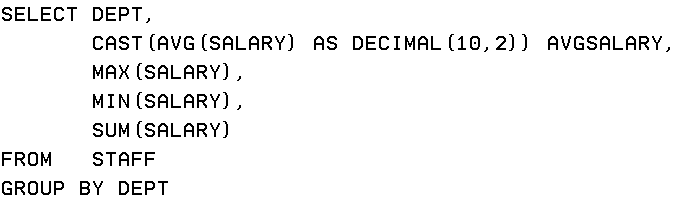 SELECT DEPT,
       CAST(AVG(SALARY) AS DECIMAL(10,2)) AVGSALARY,
       MAX(SALARY),
       MIN(SALARY),
       SUM(SALARY)
FROM   STAFF
GROUP BY DEPT